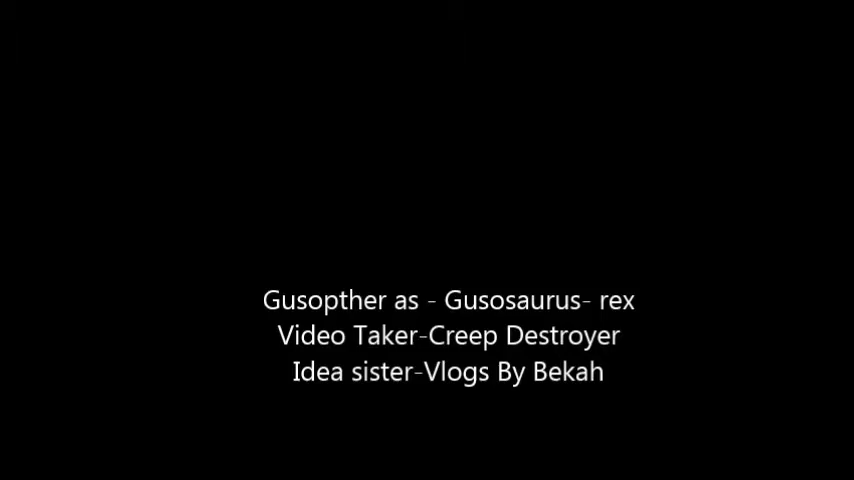 Gusopther as - Gusosaurus- rex
Video Taker-Creep Destroyer
Idea sister-Vlogs By Bekah